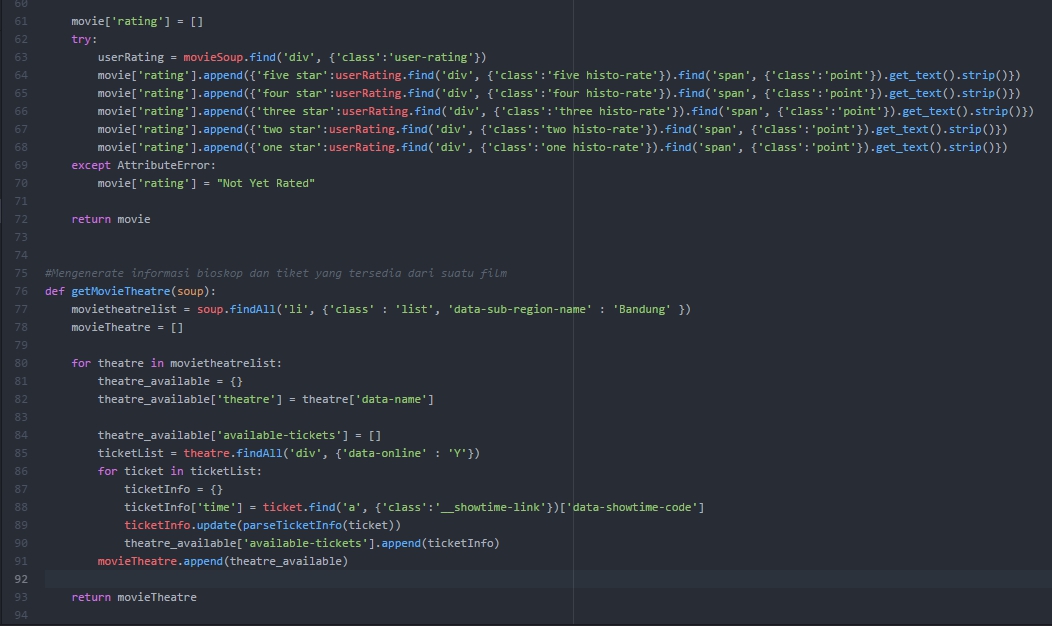 60
61     movie['rating'] = []
62     try:
63         userRating = movieSoup.find('div', {'class':'user-rating'})
64         movie['rating'].append({'five star':userRating.find('div', {'class':'five histo-rate'}).find('span', {'class':'point'}).get_text().strip()})
65         movie['rating'].append({'four star':userRating.find('div', {'class':'four histo-rate'}).find('span', {'class':'point'}).get_text().strip()})
66         movie['rating'].append({'three star':userRating.find('div', {'class':'three histo-rate'}).find('span', {'class':'point'}).get_text().strip()})
67         movie['rating'].append({'two star':userRating.find('div', {'class':'two histo-rate'}).find('span', {'class':'point'}).get_text().strip()})
68         movie['rating'].append({'one star':userRating.find('div', {'class':'one histo-rate'}).find('span', {'class':'point'}).get_text().strip()})
69     except AttributeError:
70         movie['rating'] = "Not Yet Rated"
71
72     return movie
73
74
75 #Mengenerate informasi bioskop dan tiket yang tersedia dari suatu film
76 def getMovieTheatre(soup):
77     movietheatrelist = soup.findAll('li', {'class' : 'list', 'data-sub-region-name' : 'Bandung' })
78     movieTheatre = []
79
80     for theatre in movietheatrelist:
81         theatre_available = {}
82         theatre_available['theatre'] = theatre['data-name']
83
84         theatre_available['available-tickets'] = []
85         ticketList = theatre.findAll('div', {'data-online' : 'Y'})
86         for ticket in ticketList:
87             ticketInfo = {}
88             ticketInfo['time'] = ticket.find('a', {'class':'__showtime-link'})['data-showtime-code']
89             ticketInfo.update(parseTicketInfo(ticket))
90             theatre_available['available-tickets'].append(ticketInfo)
91         movieTheatre.append(theatre_available)
92
93     return movieTheatre
94